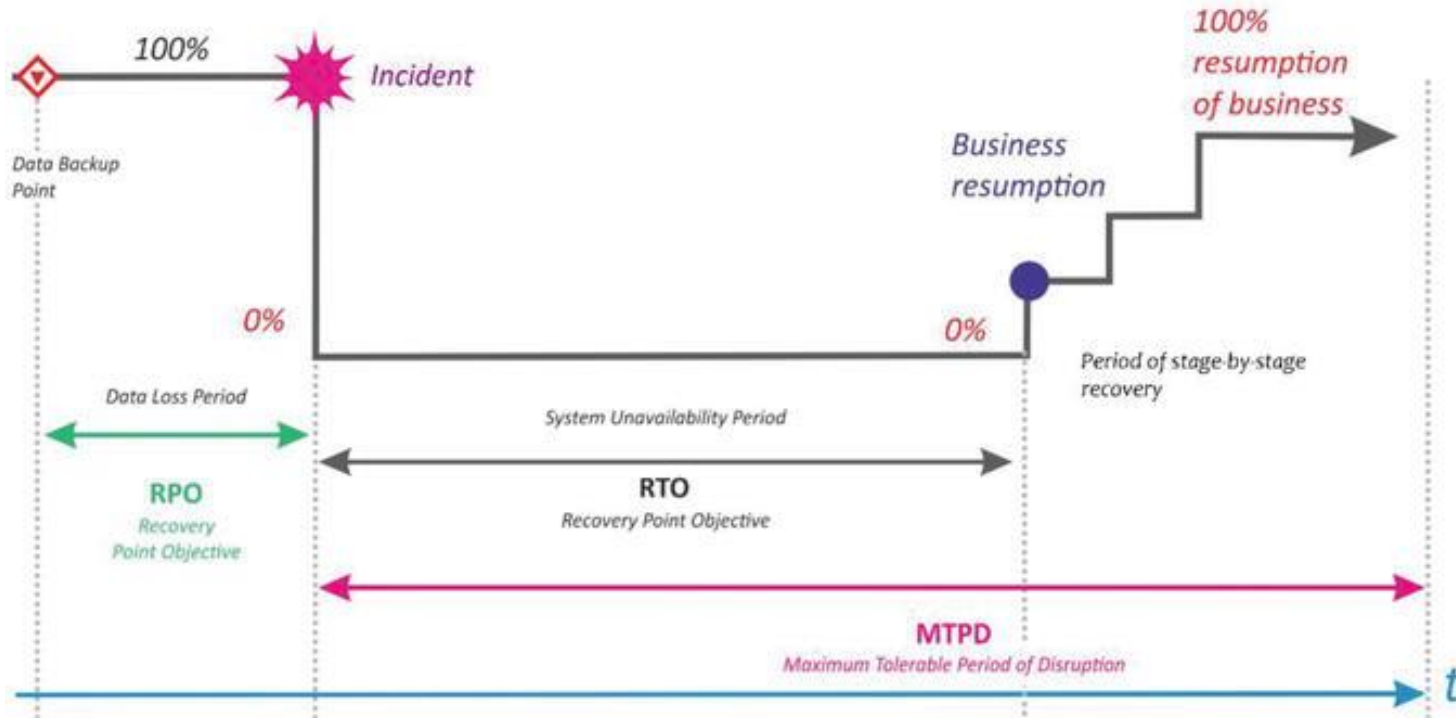 100%
Incident
Data Backup
Point
100%
resumption
of business
Business
resumption
0%
0%
Period of stage-by-stage
recovery
Data Loss Period
System Unavailability Period
RPO
Recovery
Point Objective
RTO
Recovery Point Objective
MTPD
Maximum Tolerable Period of Disruption
t